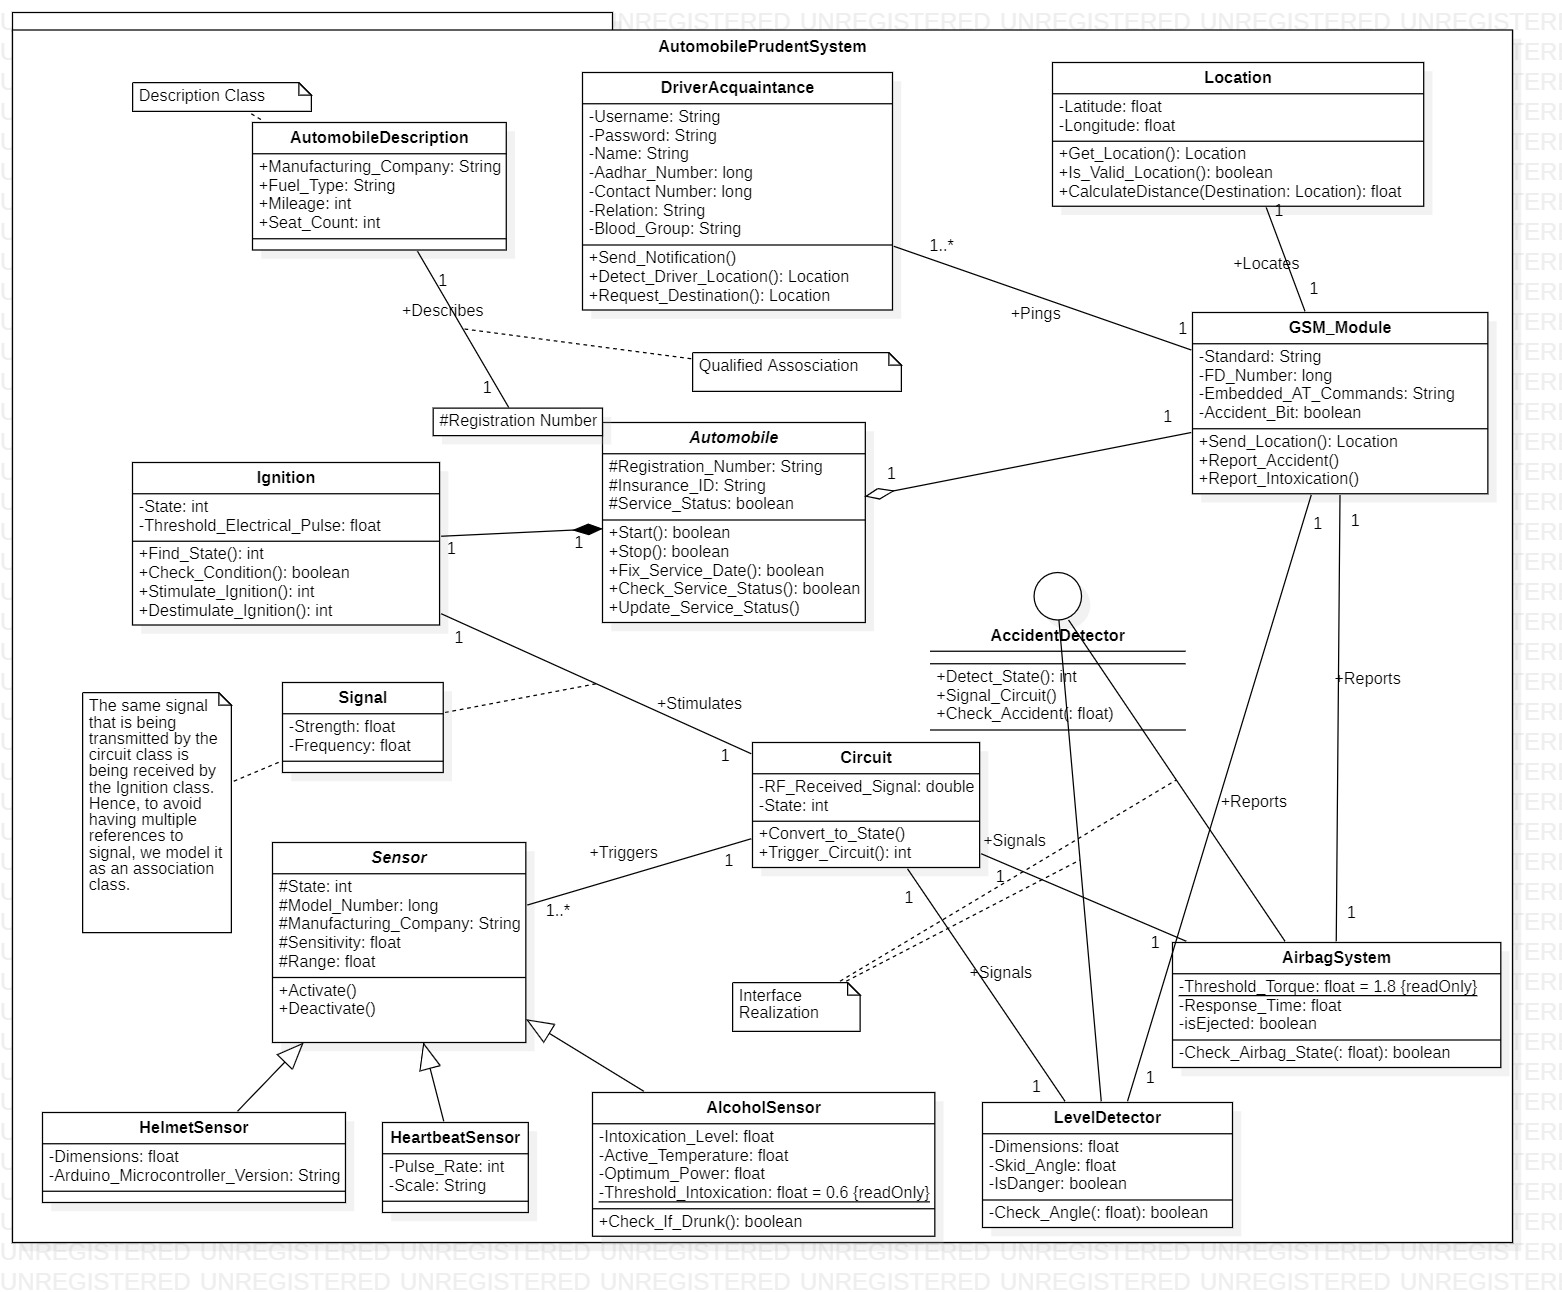 AutomobilePrudentSystem
Description Class
AutomobileDescription
+Manufacturing_Company: String
+Fuel_Type: String
+Mileage: int
+Seat_Count: int
DriverAcquaintance
-Username: String
-Password: String
-Name: String
-Aadhar_Number: long
-Contact Number: long
-Relation: String
-Blood_Group: String
+Send_Notification()
+Detect_Driver_Location(): Location
+Request_Destination(): Location
Location
-Latitude: float
-Longitude: float
+Get_Location(): Location
+Is_Valid_Location(): boolean
+CalculateDistance(Destination: Location): float
1
+Locates
1
1..*
+Pings
1
1
+Describes
1
Qualified Assosciation
GSM_Module
-Standard: String
-FD_Number: long
-Embedded_AT_Commands: String
-Accident_Bit: boolean
+Send_Location(): Location
+Report_Accident()
+Report_Intoxication()
#Registration Number
Automobile
#Registration_Number: String
#Insurance_ID: String
#Service_Status: boolean
+Start(): boolean
+Stop(): boolean
+Fix_Service_Date(): boolean
+Check_Service_Status(): boolean
+Update_Service_Status()
1
1
Ignition
-State: int
-Threshold_Electrical_Pulse: float
+Find_State(): int
+Check_Condition(): boolean
+Stimulate_Ignition(): int
+Destimulate_Ignition(): int
1
1
1
+Stimulates
1
1
1
AccidentDetector
+Detect_State(): int
+Signal_Circuit()
+Check_Accident(: float)
+Reports
+Reports
Signal
-Strength: float
-Frequency: float
The same signal
that is being
transmitted by the
circuit class is
being received by
the Ignition class.
Hence, to avoid
having multiple
references to
signal, we model it
as an association
class.
Circuit
-RF_Received_Signal: double
-State: int
+Convert_to_State()
+Trigger_Circuit(): int
+Triggers
1
1..*
+Signals
1
1
1
+Signals
1
1
1
Sensor
#State: int
#Model_Number: long
#Manufacturing_Company: String
#Sensitivity: float
#Range: float
+Activate()
+Deactivate()
Interface
Realization
AirbagSystem
-Threshold_Torque: float = 1.8 {readOnly}
-Response_Time: float
-isEjected: boolean
-Check_Airbag_State(: float): boolean
HelmetSensor
-Dimensions: float
-Arduino_Microcontroller_Version: String
HeartbeatSensor
-Pulse_Rate: int
-Scale: String
AlcoholSensor
-Intoxication_Level: float
-Active_Temperature: float
-Optimum_Power: float
-Threshold_Intoxication: float = 0.6 {readOnly}
+Check_If_Drunk(): boolean
LevelDetector
-Dimensions: float
-Skid_Angle: float
-IsDanger: boolean
-Check_Angle(: float): boolean
UNREGISTERED UNREGISTERED UNREGISTERED UNREGISTERED UNREGISTERED UNREGISTERED UNREGISTERED
UNREGISTERED UNREGISTERED UNREGISTERED UNREGISTERED UNREGISTERED UNREGISTERED UNREGISTERED